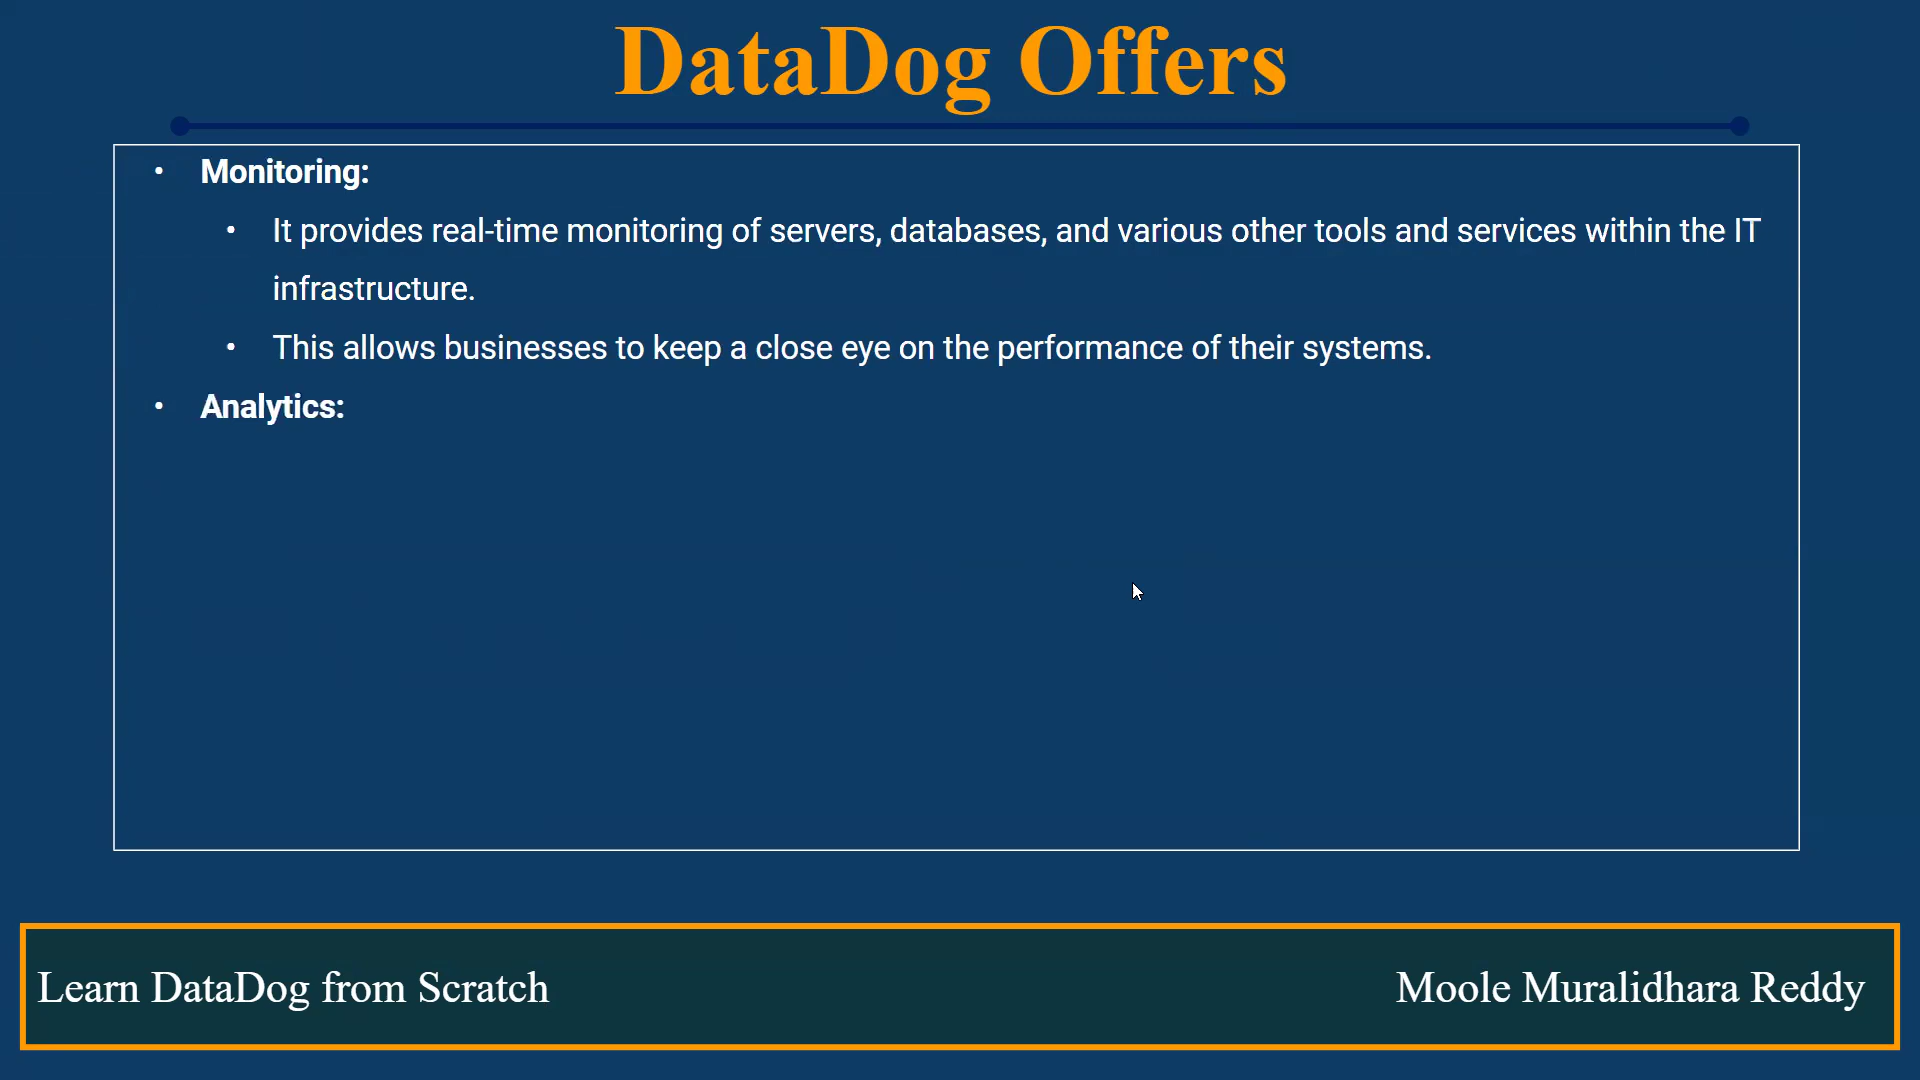 DataDog Offers
• Monitoring:
• It provides real-time monitoring of servers, databases, and various other tools and services within the IT
infrastructure.
• This allows businesses to keep a close eye on the performance of their systems.
• Analytics:
Learn DataDog from Scratch
Moole Muralidhara Reddy